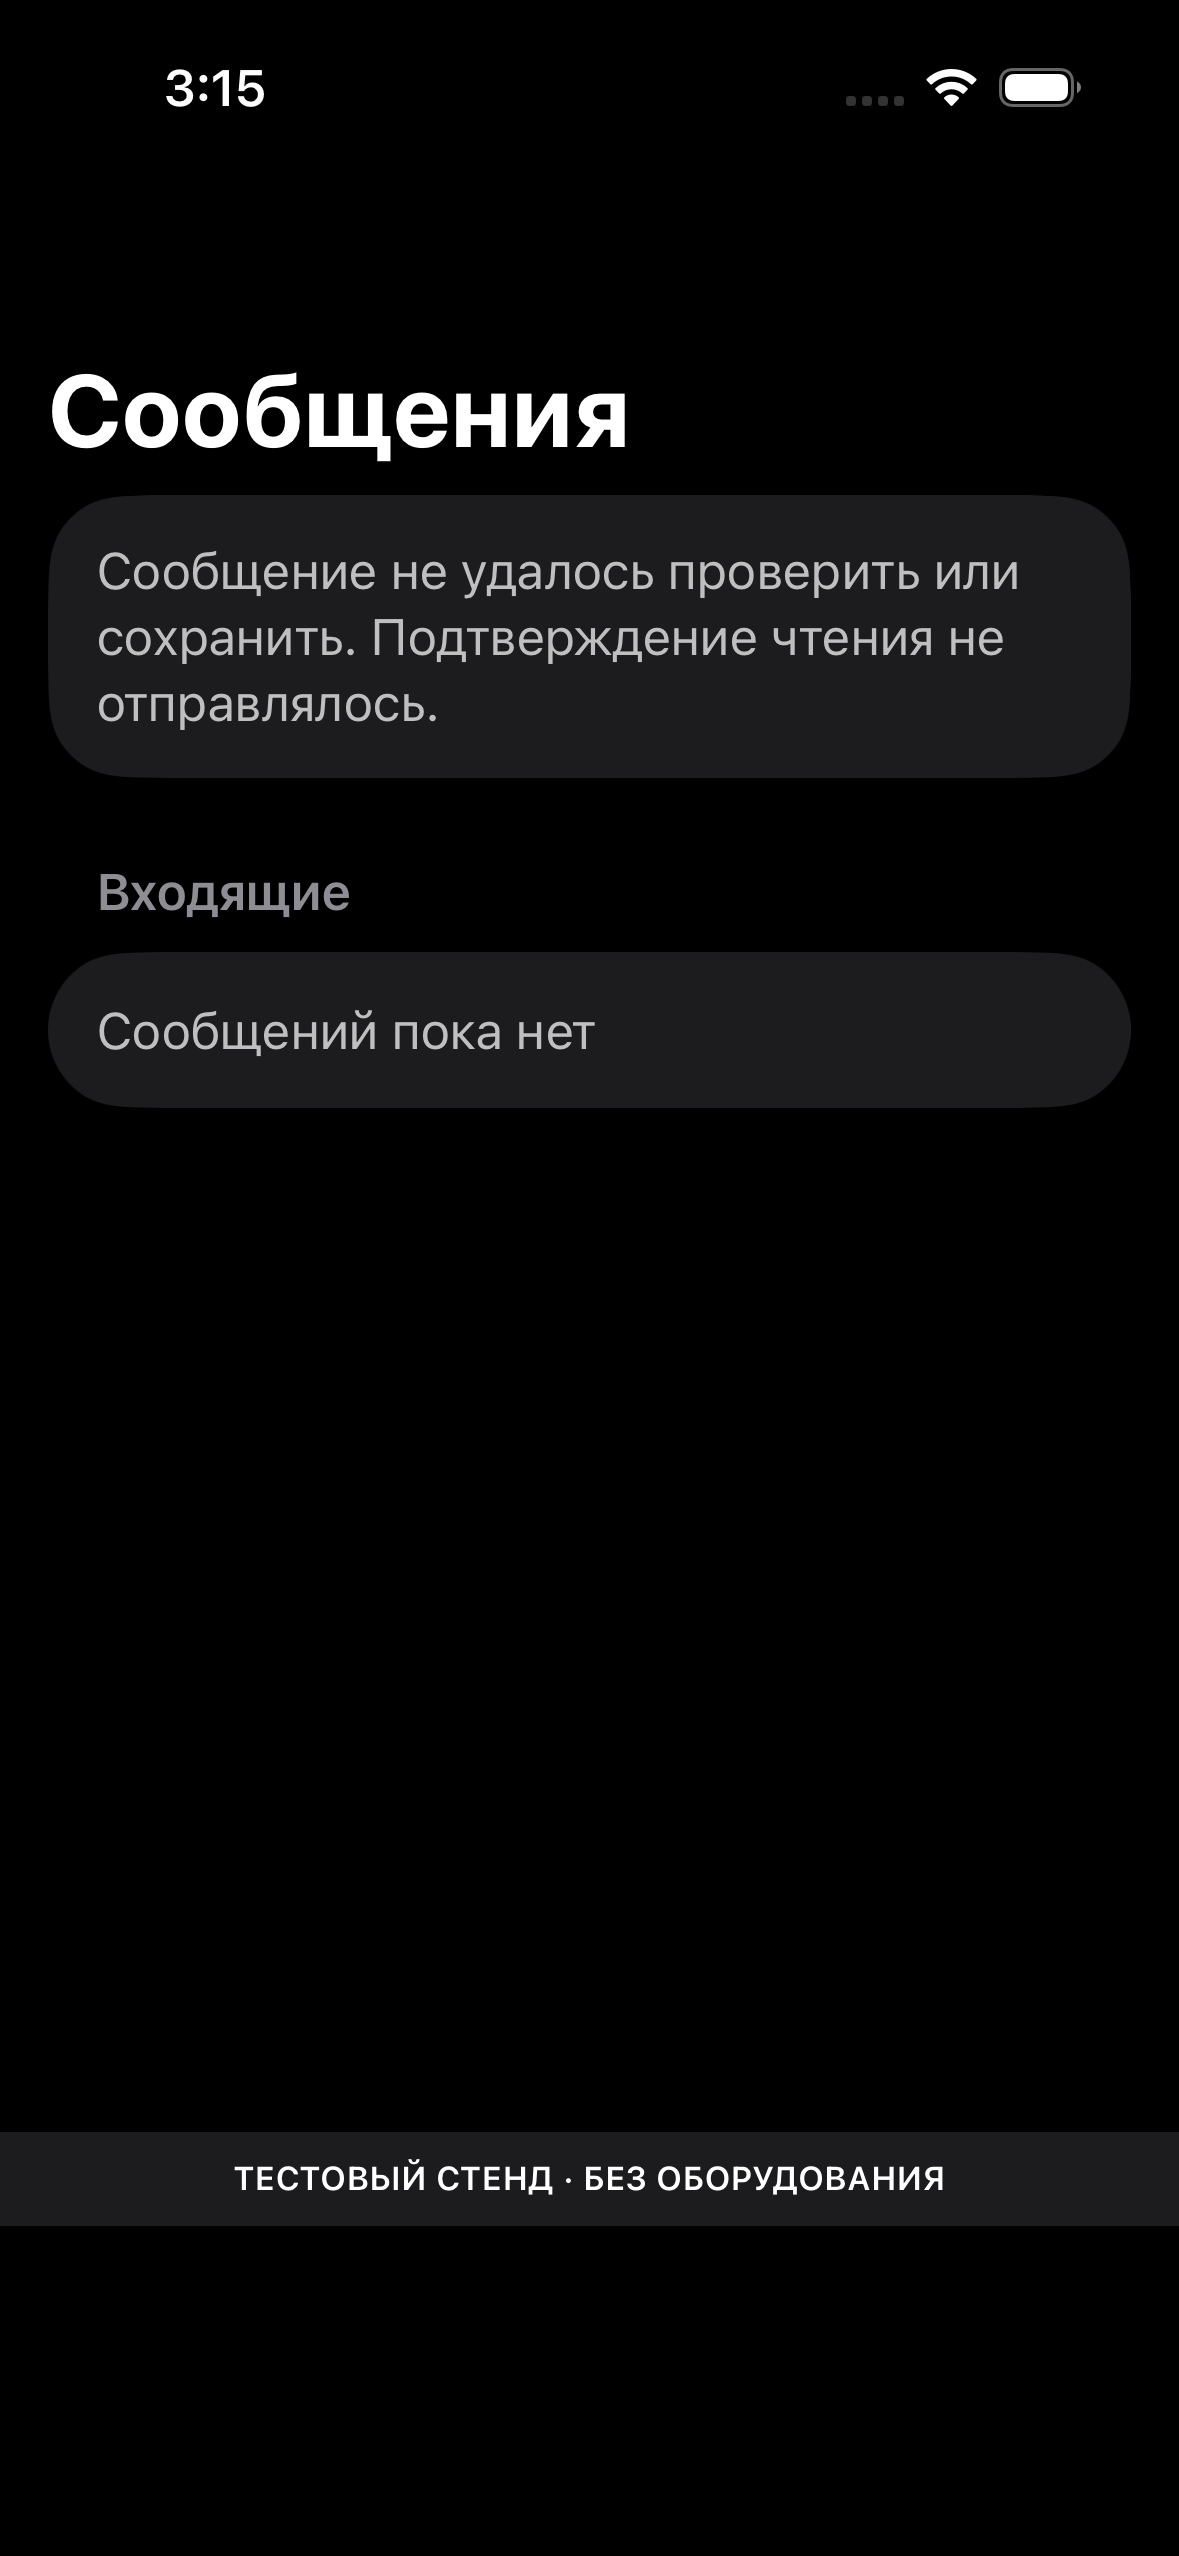 3:15
Сообщения
Сообщение не удалось проверить или
сохранить. Подтверждение чтения не
отправлялось.
Входящие
Сообщений пока нет
ТЕСТОВЫЙ СТЕНД · БЕЗ ОБОРУДОВАНИЯ